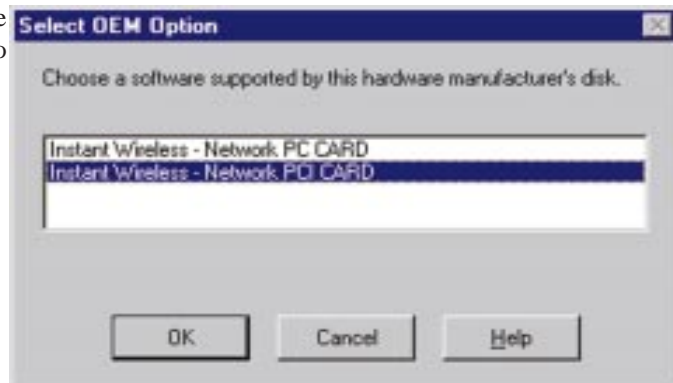 Select OEM Option
Choose a software supported by this hardware manufacturer's disk.
Instant Wireless - Network PC CARD
Instant Wireless - Network PCI CARD
OK
Cancel
Help